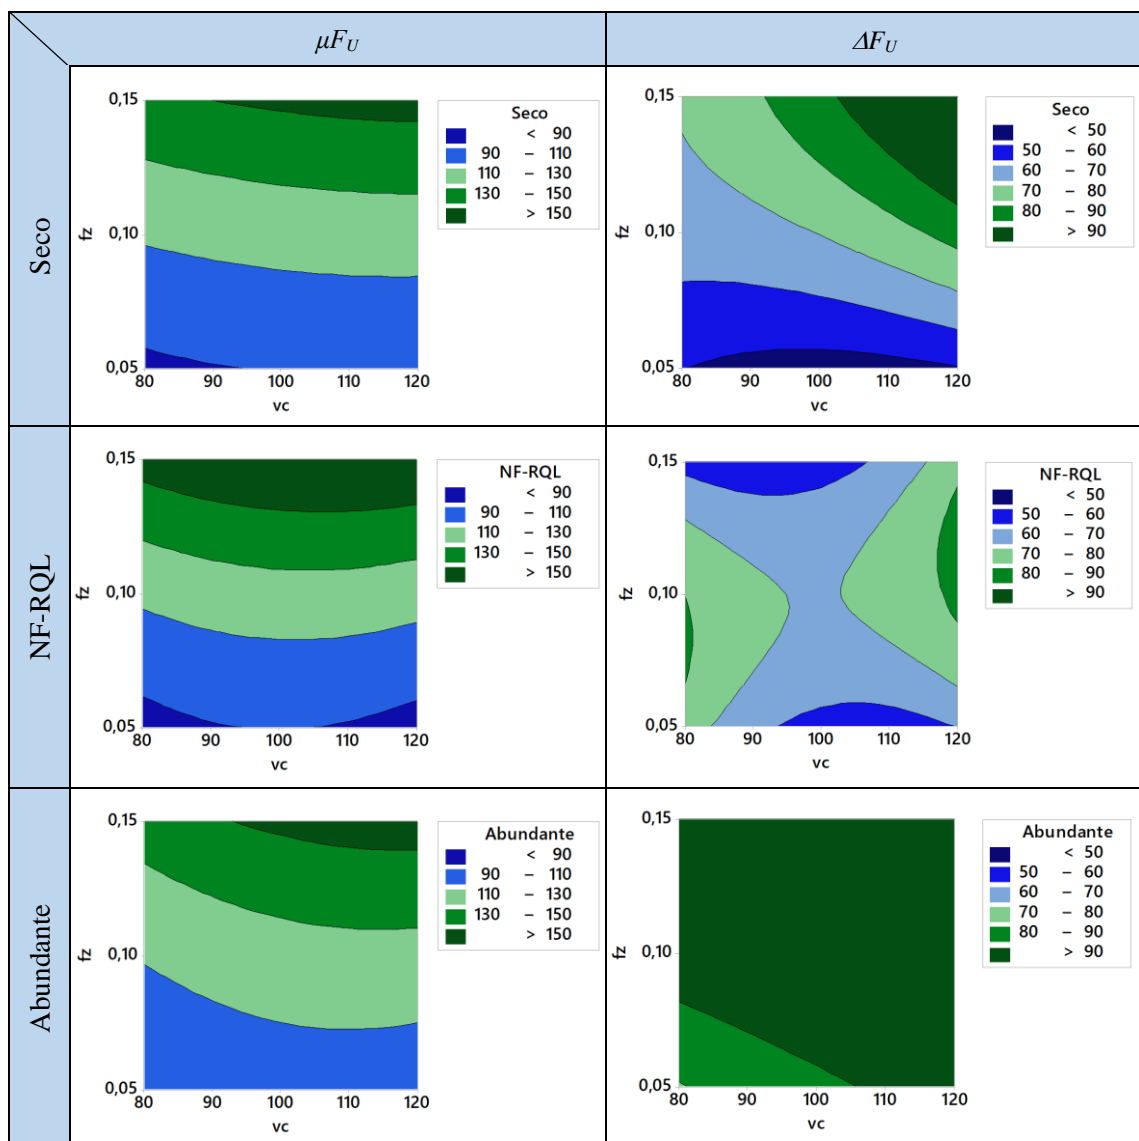 μF_U
ΔF_U
Seco
0,15
0,10
0,05
fz
80 90 100 110 120
vc
Seco
< 90
90 – 110
110 – 130
130 – 150
> 150
0,15
0,10
0,05
fz
80 90 100 110 120
vc
Seco
< 50
50 – 60
60 – 70
70 – 80
80 – 90
> 90
NF-RQL
0,15
0,10
0,05
fz
80 90 100 110 120
vc
NF-RQL
< 90
90 – 110
110 – 130
130 – 150
> 150
0,15
0,10
0,05
fz
80 90 100 110 120
vc
NF-RQL
< 50
50 – 60
60 – 70
70 – 80
80 – 90
> 90
Abundante
0,15
0,10
0,05
fz
80 90 100 110 120
vc
Abundante
< 90
90 – 110
110 – 130
130 – 150
> 150
0,15
0,10
0,05
fz
80 90 100 110 120
vc
Abundante
< 50
50 – 60
60 – 70
70 – 80
80 – 90
> 90